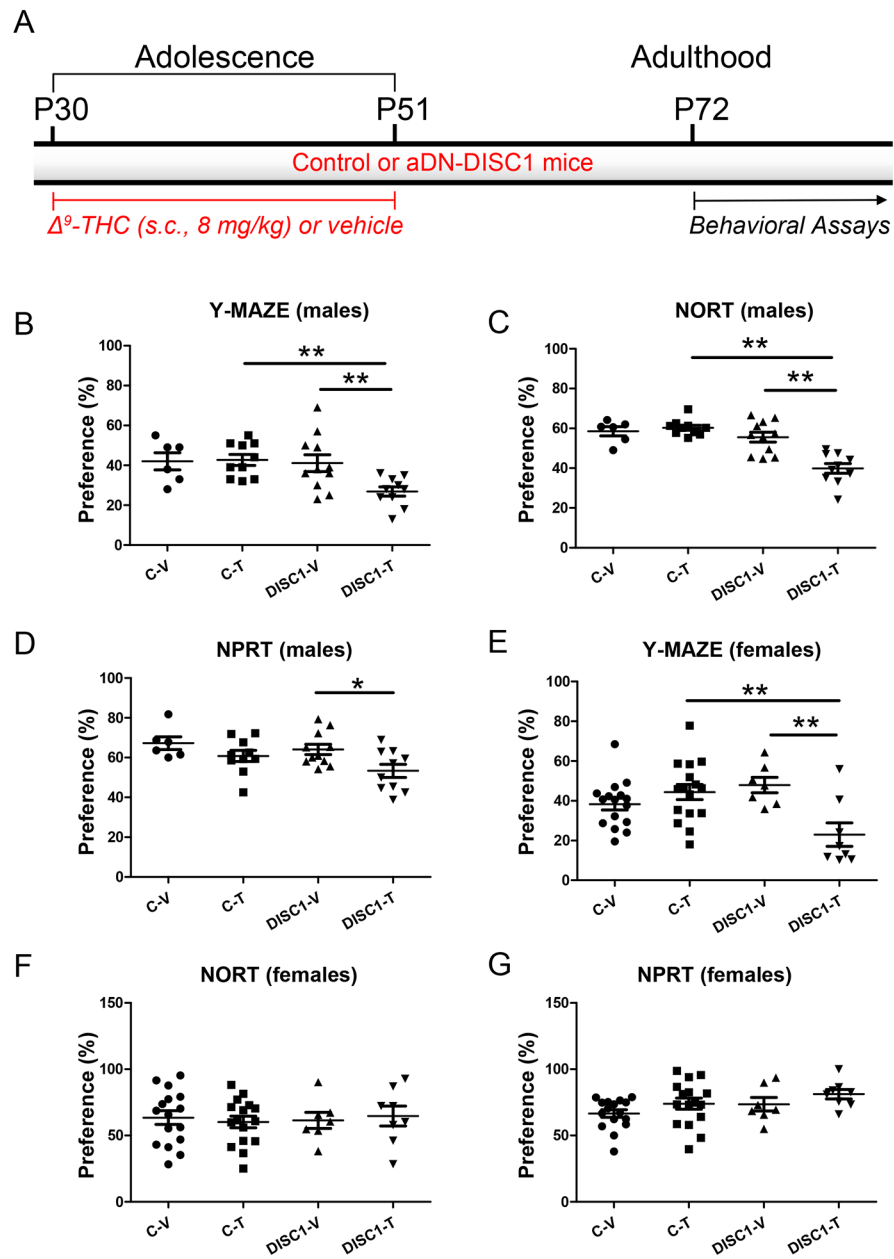 A
Adolescence
Adulthood
P30
P51
P72
Control or aDN-DISC1 mice
Δ⁹-THC (s.c., 8 mg/kg) or vehicle
Behavioral Assays
B
Y-MAZE (males)
Preference (%)
100
80
60
40
20
0
**
**
C-V
C-T
DISC1-V
DISC1-T
C
NORT (males)
Preference (%)
100
80
60
40
20
0
**
**
C-V
C-T
DISC1-V
DISC1-T
D
NPRT (males)
Preference (%)
100
80
60
40
20
0
*
C-V
C-T
DISC1-V
DISC1-T
E
Y-MAZE (females)
Preference (%)
100
80
60
40
20
0
**
**
C-V
C-T
DISC1-V
DISC1-T
F
NORT (females)
Preference (%)
150
100
50
0
C-V
C-T
DISC1-V
DISC1-T
G
NPRT (females)
Preference (%)
150
100
50
0
C-V
C-T
DISC1-V
DISC1-T